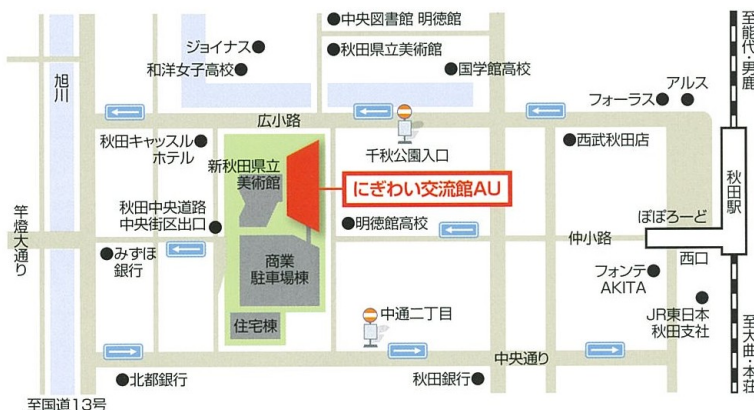 中央図書館 明徳館
ジョイナス
秋田県立美術館
和洋女子高校
国学館高校
至能代・男鹿
旭川
フォーラス
アルス
広小路
秋田キャッスル
ホテル
千秋公園入口
西武秋田店
新秋田県立
美術館
にぎわい交流館AU
秋田駅
竿燈大通り
秋田中央道路
中央街区出口
明徳館高校
ぽぽろーど
仲小路
みずほ
銀行
商業
駐車場棟
西口
フォンテ
AKITA
中通二丁目
住宅棟
JR東日本
秋田支社
至大曲・本荘
中央通り
北都銀行
秋田銀行
至国道13号